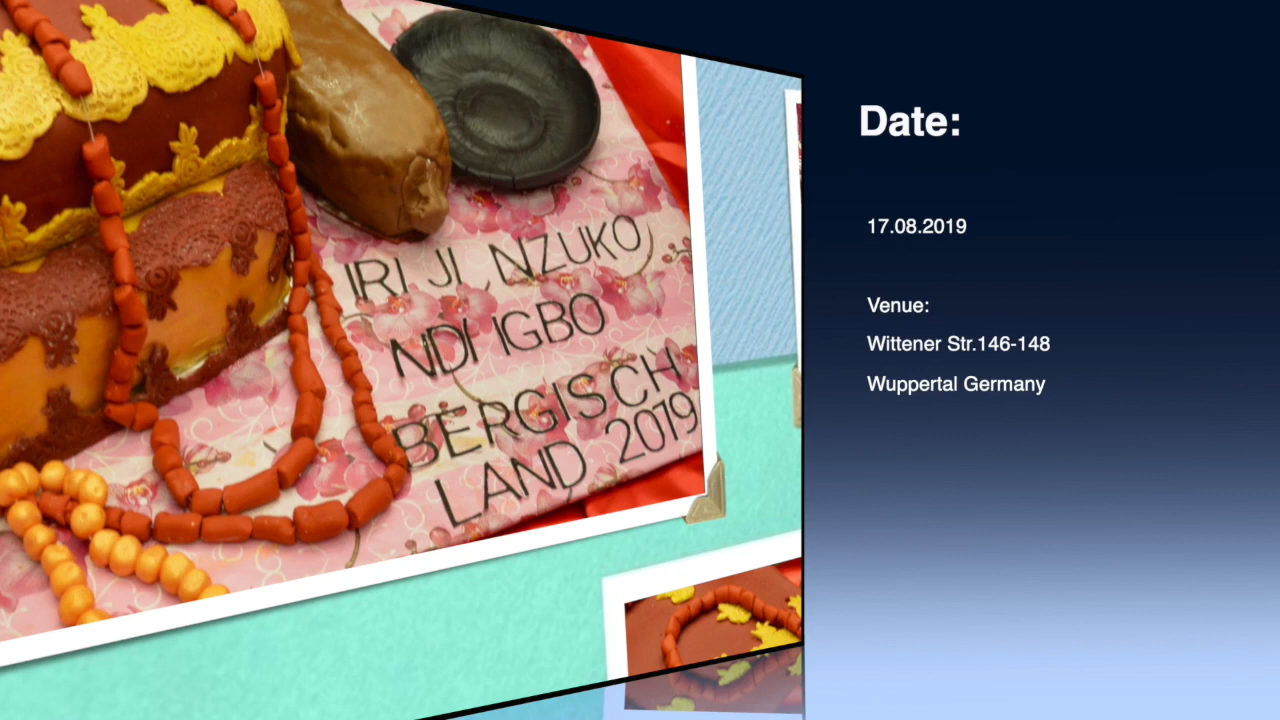 IRI JI NZUKO
NDI IGBO
BERGISCH
LAND 2019
Date:
17.08.2019
Venue:
Wittener Str.146-148
Wuppertal Germany